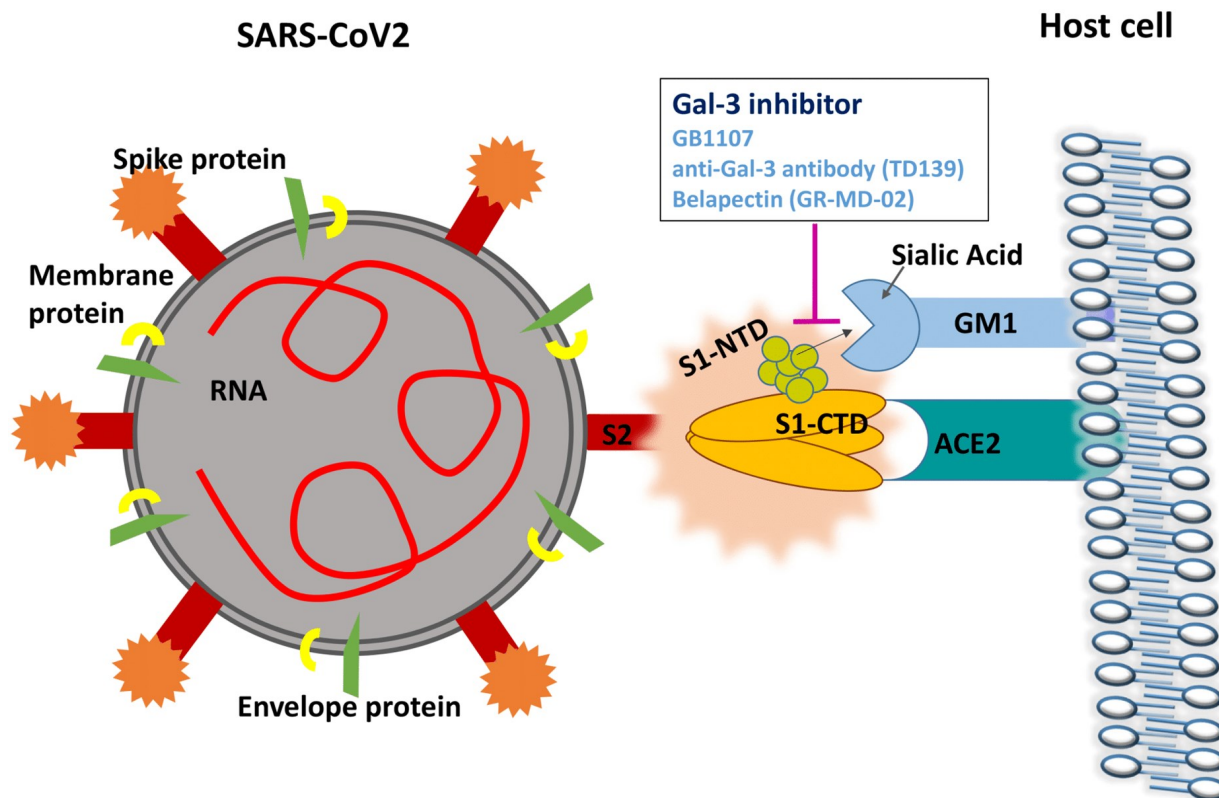 SARS-CoV2
Host cell
Gal-3 inhibitor
GB1107
anti-Gal-3 antibody (TD139)
Belapectin (GR-MD-02)
Spike protein
Membrane
protein
RNA
Envelope protein
S2
S1-NTD
S1-CTD
Sialic Acid
GM1
ACE2